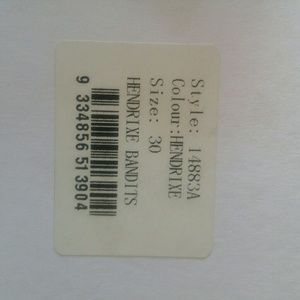 Style: 14883A
Colour:HENDRIXE
Size: 30
HENDRIXE BANDITS
9 334856 513904